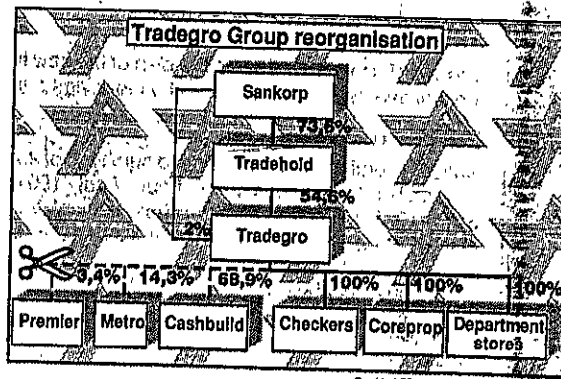 Tradegro Group reorganisation
Sankorp
73,6%
Tradehold
54,6%
2%
Tradegro
3,4% 14,3% 68,9% 100% 100% 100%
Premier Metro Cashbuild Checkers Coreprop Department
stores